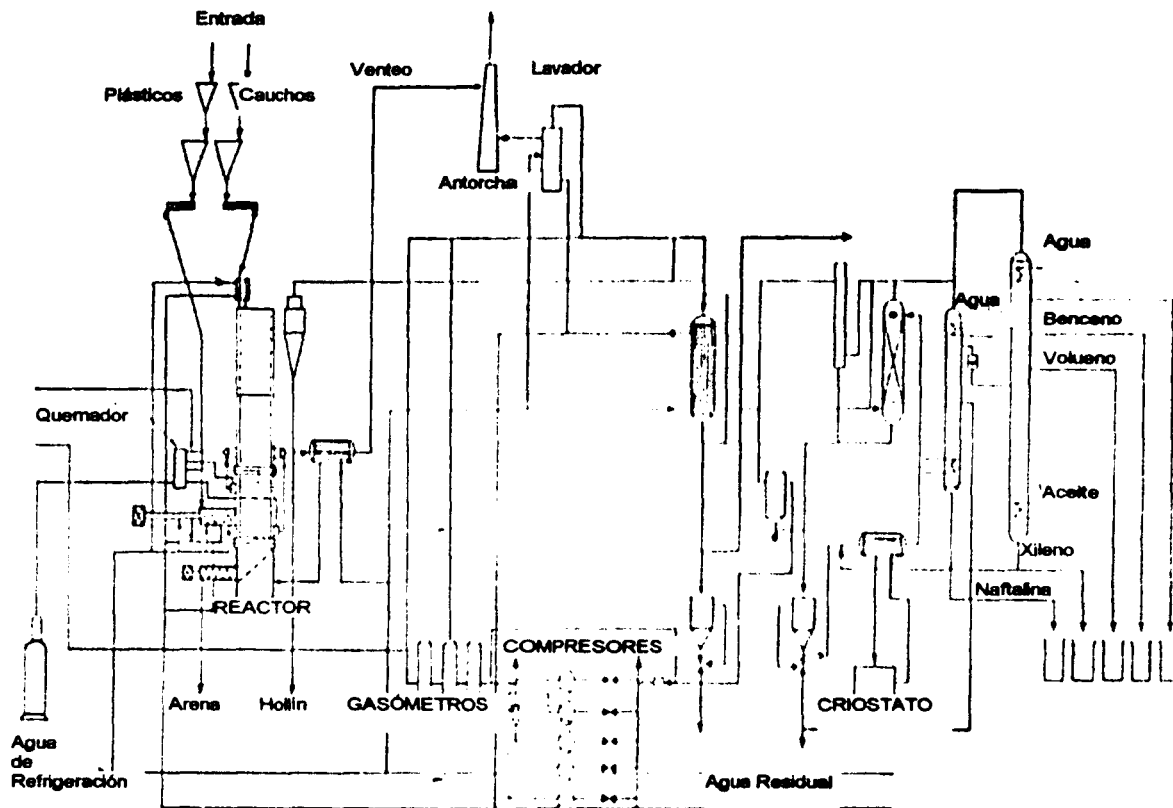 Entrada
Plásticos
Cauchos
Venteo
Lavador
Antorcha
Agua
Agua
Benceno
Volueno
Quemador
Aceite
Xileno
Naftalina
REACTOR
COMPRESORES
Arena
Hollín
GASÓMETROS
CRIOSTATO
Agua
de
Refrigeración
Agua Residual